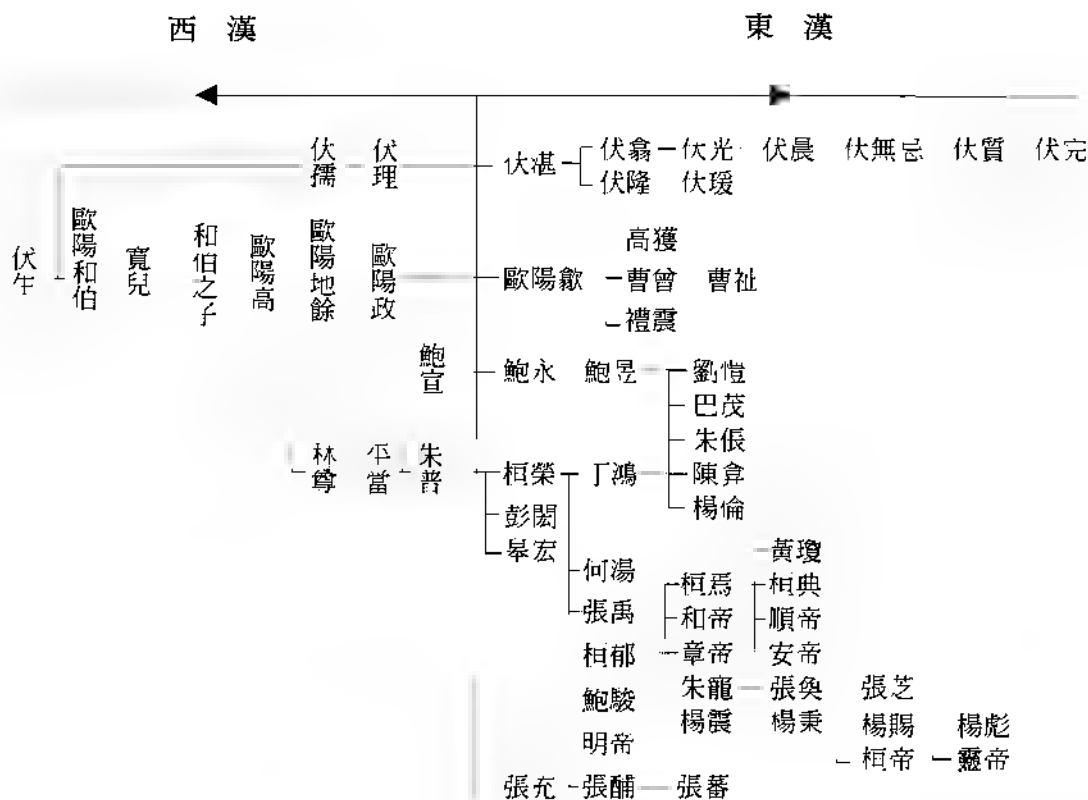 西漢 東漢
伏孺 伏理 伏湛 伏翕 伏光 伏晨 伏無忌 伏質 伏完
伏隆 伏瑗
伏生 歐陽和伯 寬兒 和伯之子 歐陽高 歐陽地餘 歐陽政 歐陽歙 高獲
曹曾 曹祉
禮震
鮑宣 鮑永 鮑昱 劉愷
巴茂
朱倀
林尊 平當 朱普 桓榮 丁鴻 陳弇
楊倫
彭閎
皋宏
黃瓊
何湯 桓焉 桓典
張禹 和帝 順帝
桓郁 章帝 安帝
朱寵 張奐 張芝
鮑駿 楊震 楊秉 楊賜 楊彪
明帝 桓帝 靈帝
張充 張酺 張蕃